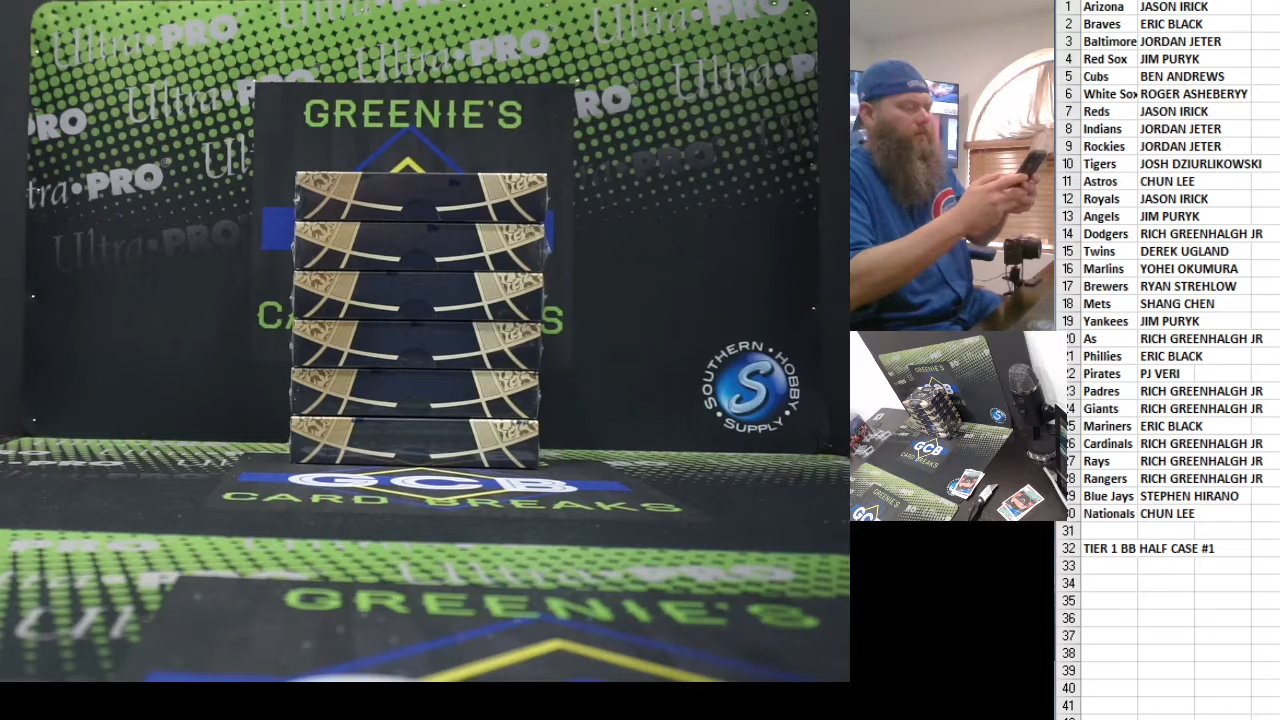 Ultra•PRO
Ultra•PRO
Ultra•PRO
Ultra•PRO
GREENIE'S
SOUTHERN • HOBBY • SUPPLY •
S
GCB
CARD BREAKS
GREENIE'S
1 Arizona JASON IRICK
2 Braves ERIC BLACK
3 Baltimore JORDAN JETER
4 Red Sox JIM PURYK
5 Cubs BEN ANDREWS
6 White Sox ROGER ASHEBERYY
7 Reds JASON IRICK
8 Indians JORDAN JETER
9 Rockies JORDAN JETER
10 Tigers JOSH DZIURLIKOWSKI
11 Astros CHUN LEE
12 Royals JASON IRICK
13 Angels JIM PURYK
14 Dodgers RICH GREENHALGH JR
15 Twins DEREK UGLAND
16 Marlins YOHEI OKUMURA
17 Brewers RYAN STREHLOW
18 Mets SHANG CHEN
19 Yankees JIM PURYK
20 As RICH GREENHALGH JR
21 Phillies ERIC BLACK
22 Pirates PJ VERI
23 Padres RICH GREENHALGH JR
24 Giants RICH GREENHALGH JR
25 Mariners ERIC BLACK
26 Cardinals RICH GREENHALGH JR
27 Rays RICH GREENHALGH JR
28 Rangers RICH GREENHALGH JR
29 Blue Jays STEPHEN HIRANO
30 Nationals CHUN LEE
31
32 TIER 1 BB HALF CASE #1
33
34
35
36
37
38
39
40
41